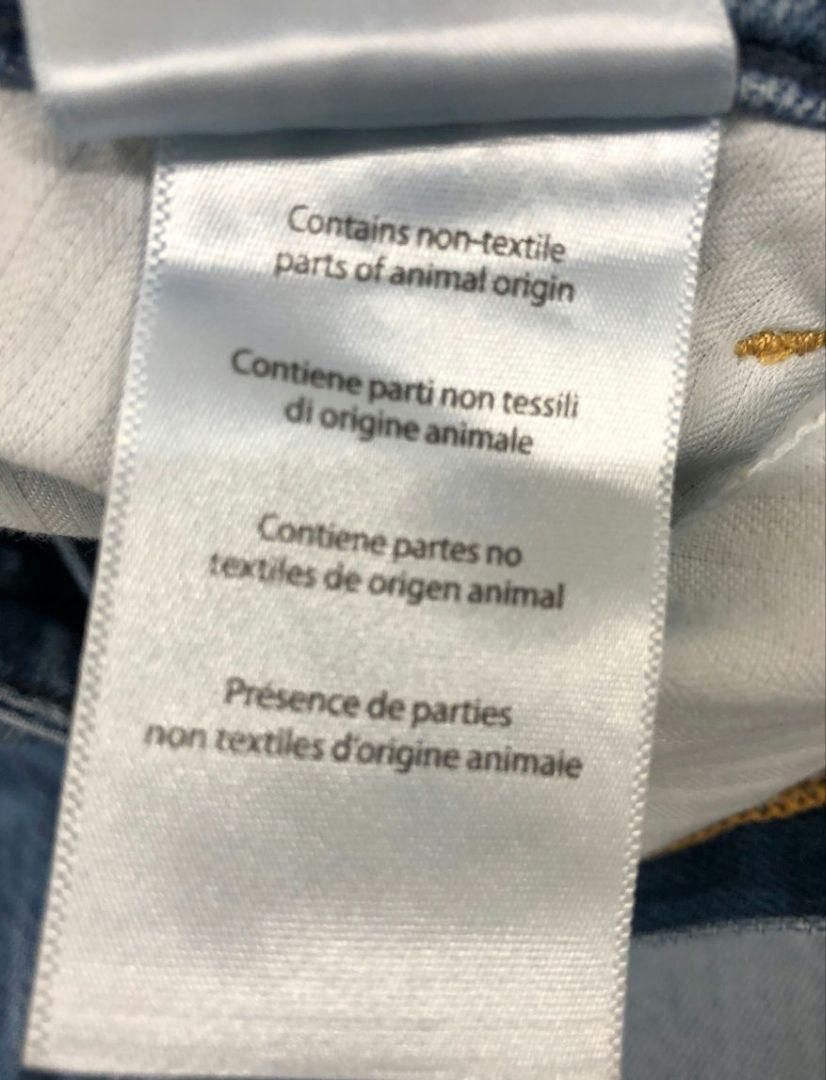 Contains non-textile
parts of animal origin
Contiene parti non tessili
di origine animale
Contiene partes no
textiles de origen animal
Présence de parties
non textiles d'origine animale